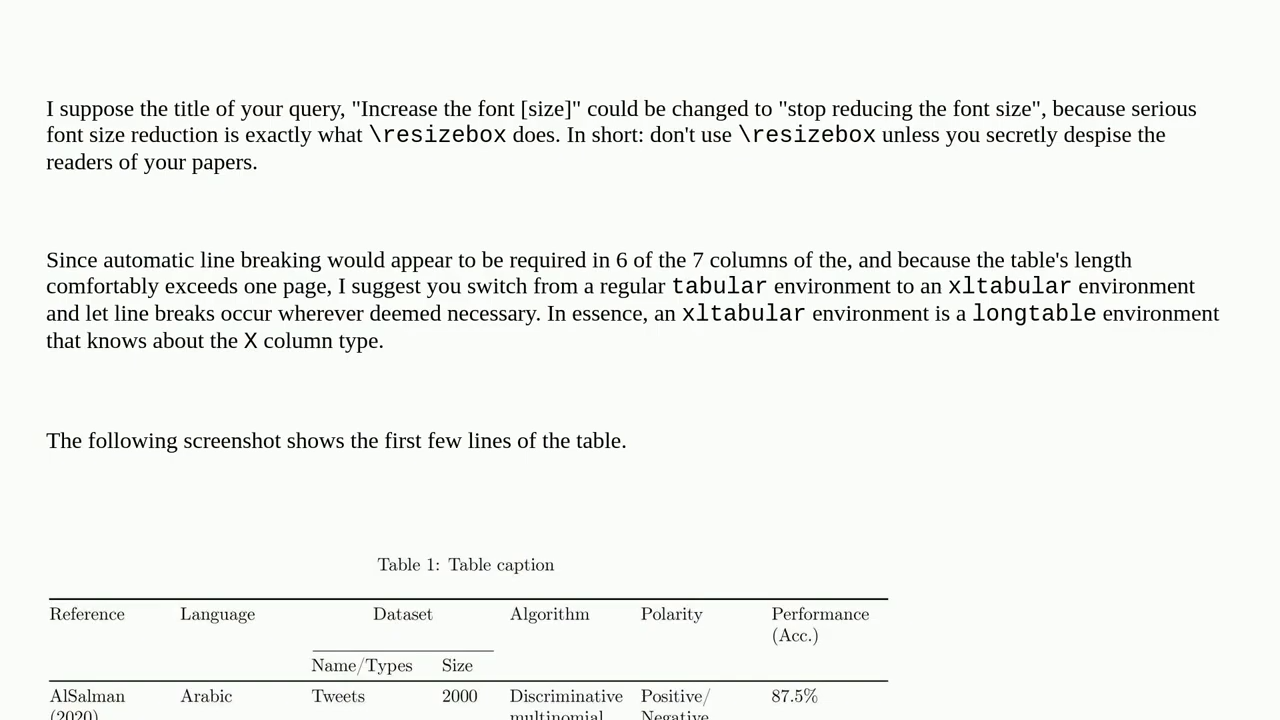 I suppose the title of your query, "Increase the font [size]" could be changed to "stop reducing the font size", because serious
font size reduction is exactly what \resizebox does. In short: don't use \resizebox unless you secretly despise the
readers of your papers.
Since automatic line breaking would appear to be required in 6 of the 7 columns of the, and because the table's length
comfortably exceeds one page, I suggest you switch from a regular tabular environment to an xltabular environment
and let line breaks occur wherever deemed necessary. In essence, an xltabular environment is a longtable environment
that knows about the X column type.
The following screenshot shows the first few lines of the table.
Table 1: Table caption
Reference Language Dataset Algorithm Polarity Performance
(Acc.)
Name/Types Size
AlSalman Arabic Tweets 2000 Discriminative Positive/ 87.5%
(2020) multinomial Negative